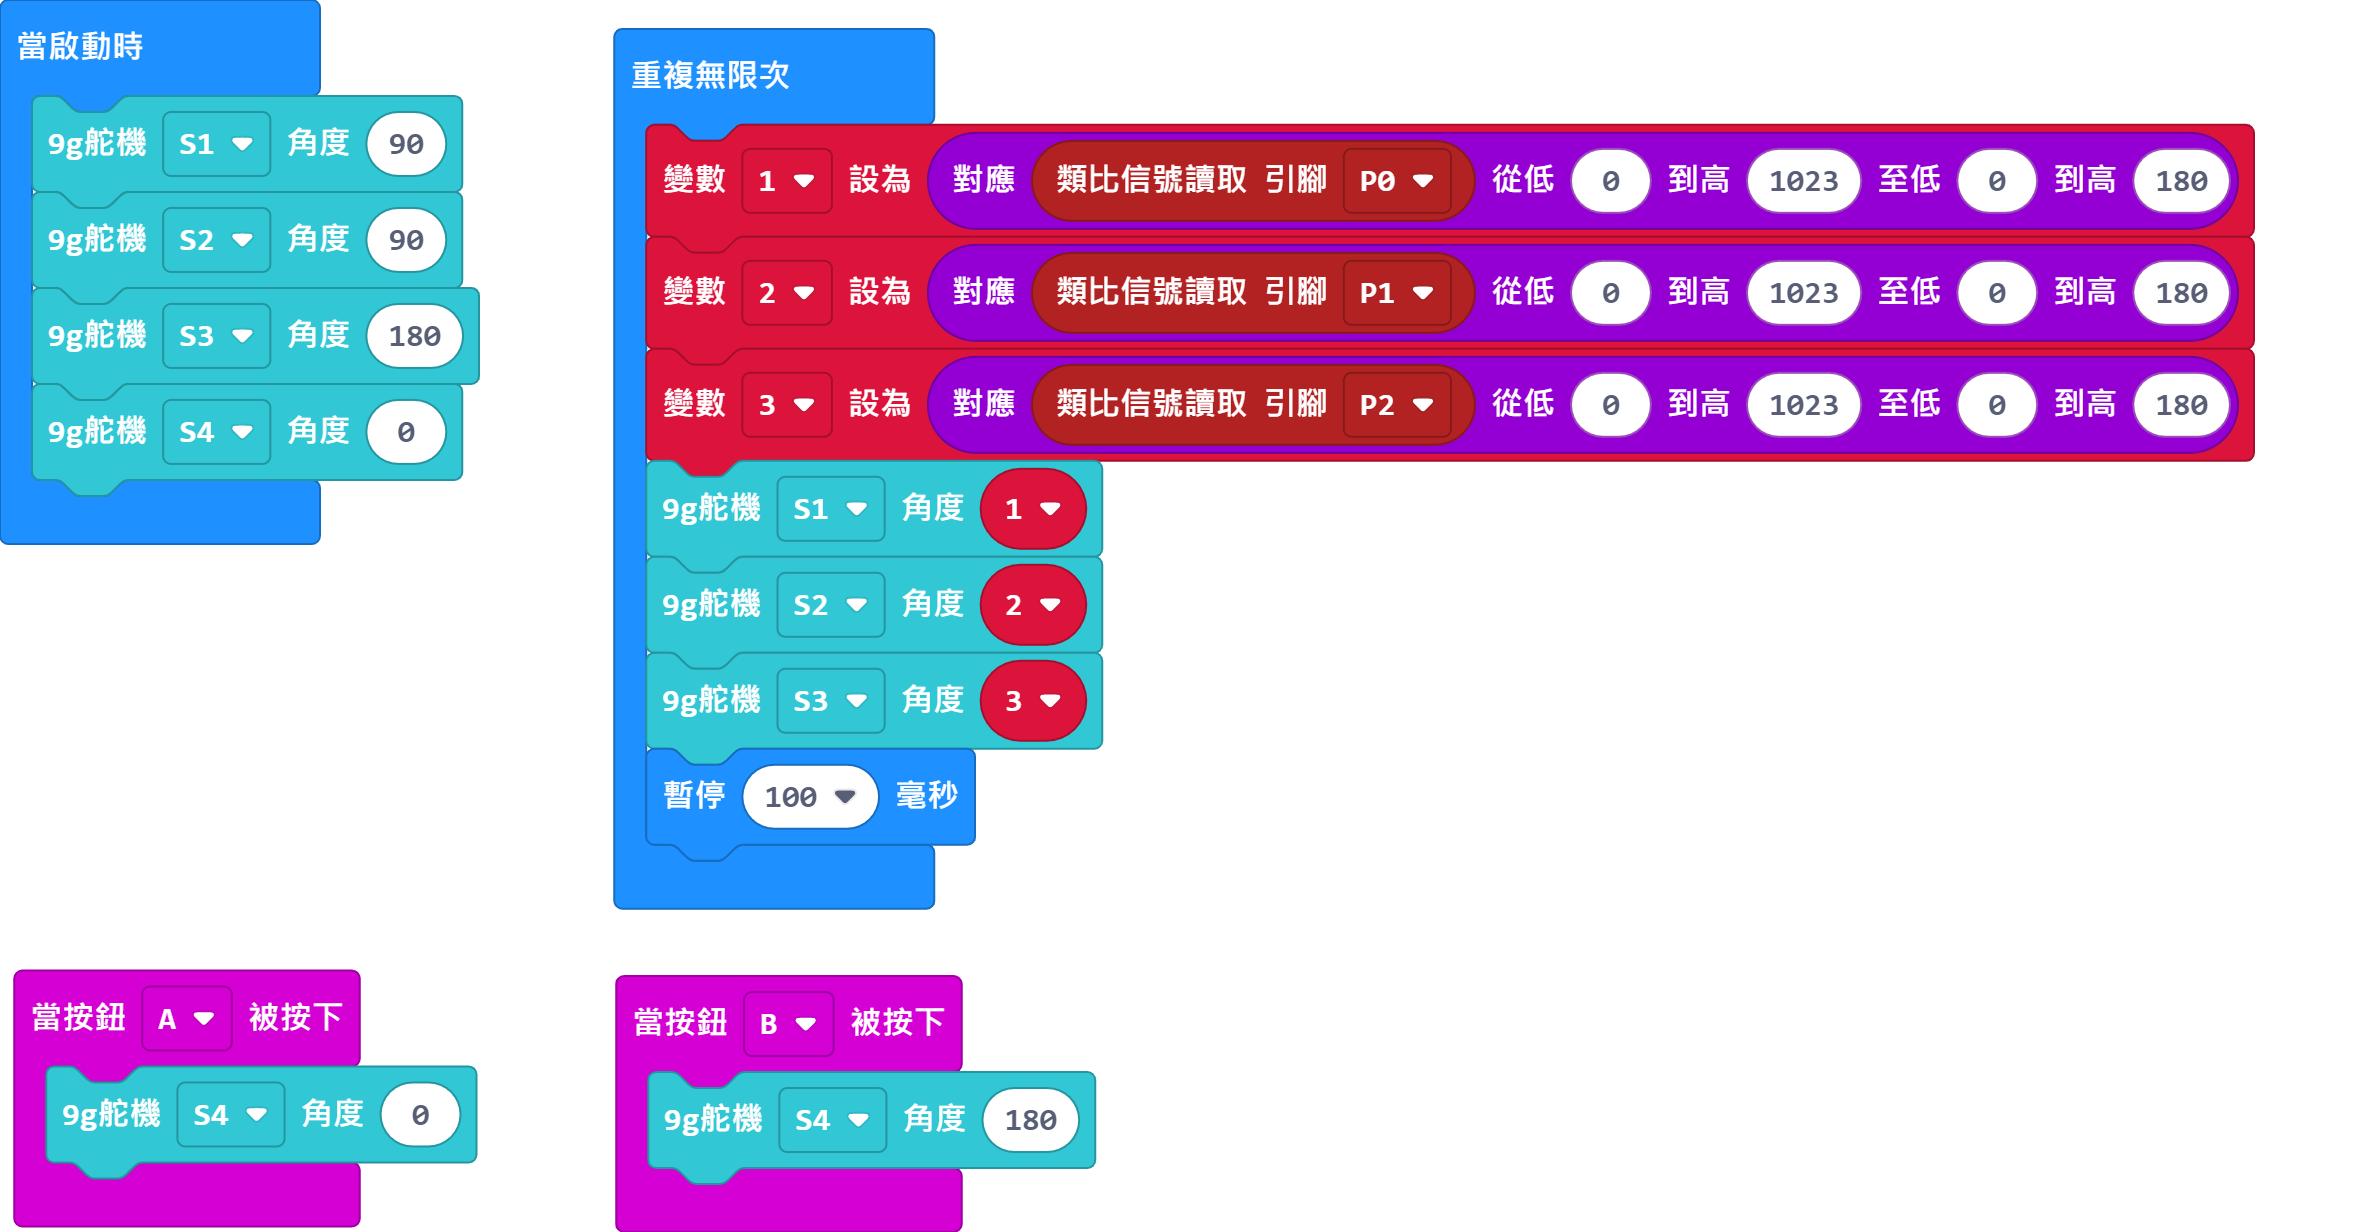 當啟動時
9g舵機 S1 角度 90
9g舵機 S2 角度 90
9g舵機 S3 角度 180
9g舵機 S4 角度 0
重複無限次
變數 1 設為 對應 類比信號讀取 引腳 P0 從低 0 到高 1023 至低 0 到高 180
變數 2 設為 對應 類比信號讀取 引腳 P1 從低 0 到高 1023 至低 0 到高 180
變數 3 設為 對應 類比信號讀取 引腳 P2 從低 0 到高 1023 至低 0 到高 180
9g舵機 S1 角度 1
9g舵機 S2 角度 2
9g舵機 S3 角度 3
暫停 100 毫秒
當按鈕 A 被按下
9g舵機 S4 角度 0
當按鈕 B 被按下
9g舵機 S4 角度 180